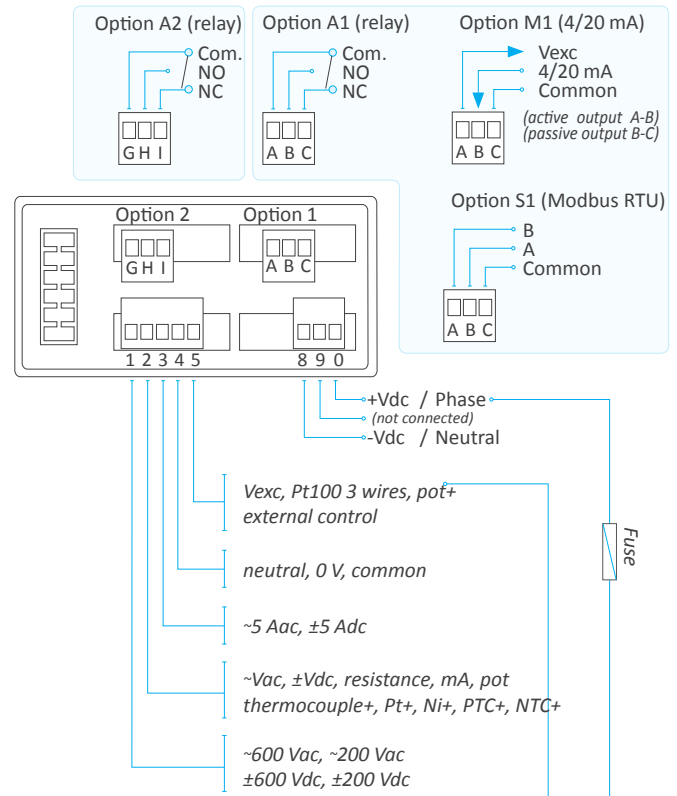 Option A2 (relay)
Com.
NO
NC
G H I
Option A1 (relay)
Com.
NO
NC
A B C
Option M1 (4/20 mA)
Vexc
4/20 mA
Common
(active output A-B)
(passive output B-C)
A B C
Option S1 (Modbus RTU)
B
A
Common
A B C
Option 2
G H I
Option 1
A B C
1 2 3 4 5
8 9 0
+Vdc / Phase
(not connected)
-Vdc / Neutral
Fuse
Vexc, Pt100 3 wires, pot+
external control
neutral, 0 V, common
~5 Aac, ±5 Adc
~Vac, ±Vdc, resistance, mA, pot
thermocouple+, Pt+, Ni+, PTC+, NTC+
~600 Vac, ~200 Vac
±600 Vdc, ±200 Vdc